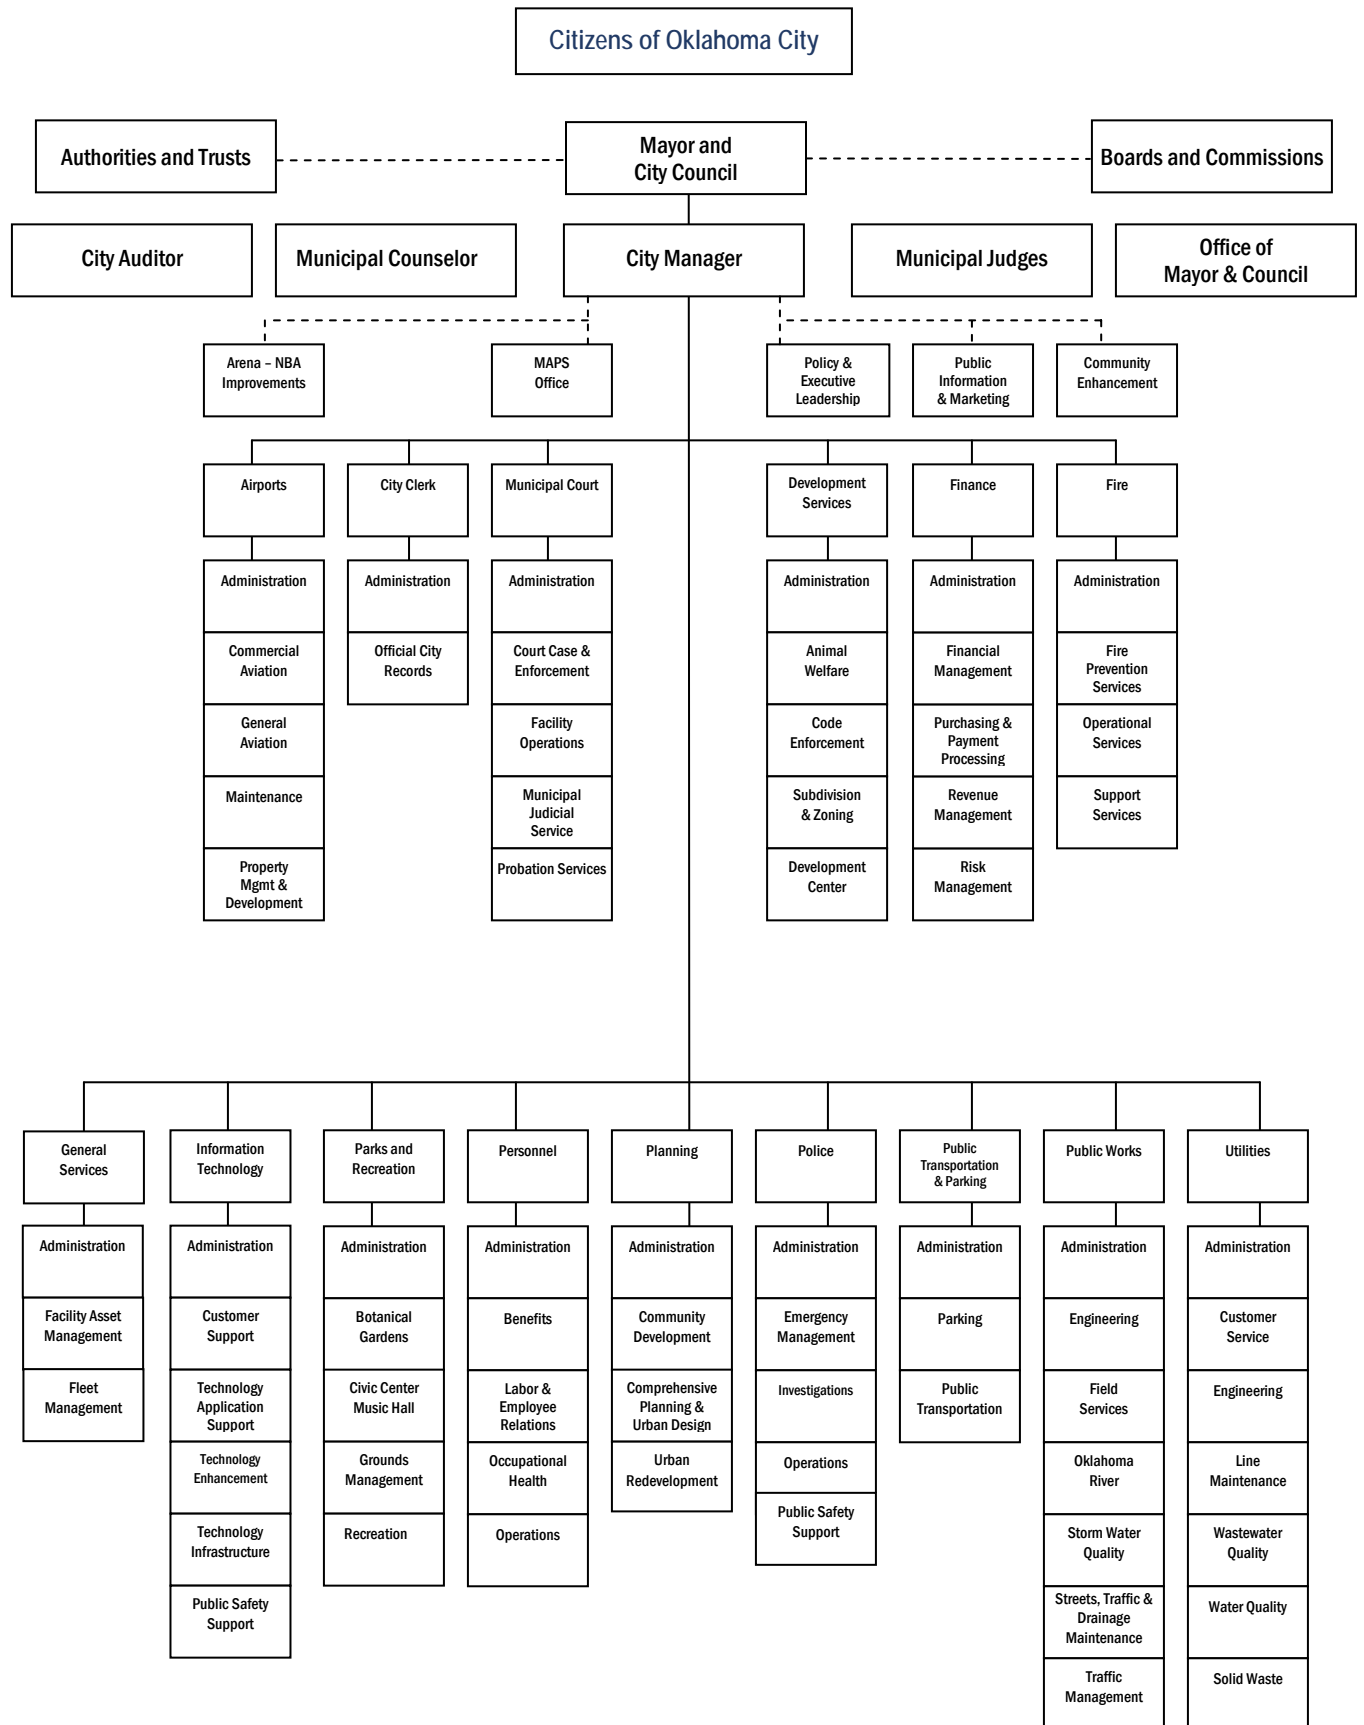 Citizens of Oklahoma City
Authorities and Trusts
Mayor and
City Council
Boards and Commissions
City Auditor
Municipal Counselor
City Manager
Municipal Judges
Office of
Mayor & Council
Arena – NBA
Improvements
MAPS
Office
Policy &
Executive
Leadership
Public
Information
& Marketing
Community
Enhancement
Airports
City Clerk
Municipal Court
Development
Services
Finance
Fire
Administration
Commercial
Aviation
General
Aviation
Maintenance
Property
Mgmt &
Development
Administration
Official City
Records
Administration
Court Case &
Enforcement
Facility
Operations
Municipal
Judicial
Service
Probation Services
Administration
Animal
Welfare
Code
Enforcement
Subdivision
& Zoning
Development
Center
Administration
Financial
Management
Purchasing &
Payment
Processing
Revenue
Management
Risk
Management
Administration
Fire
Prevention
Services
Operational
Services
Support
Services
General
Services
Information
Technology
Parks and
Recreation
Personnel
Planning
Police
Public
Transportation
& Parking
Public Works
Utilities
Administration
Facility Asset
Management
Fleet
Management
Administration
Customer
Support
Technology
Application
Support
Technology
Enhancement
Technology
Infrastructure
Public Safety
Support
Administration
Botanical
Gardens
Civic Center
Music Hall
Grounds
Management
Recreation
Administration
Benefits
Labor &
Employee
Relations
Occupational
Health
Operations
Administration
Community
Development
Comprehensive
Planning &
Urban Design
Urban
Redevelopment
Administration
Emergency
Management
Investigations
Operations
Public Safety
Support
Administration
Parking
Public
Transportation
Administration
Engineering
Field
Services
Oklahoma
River
Storm Water
Quality
Streets, Traffic &
Drainage
Maintenance
Traffic
Management
Administration
Customer
Service
Engineering
Line
Maintenance
Wastewater
Quality
Water Quality
Solid Waste